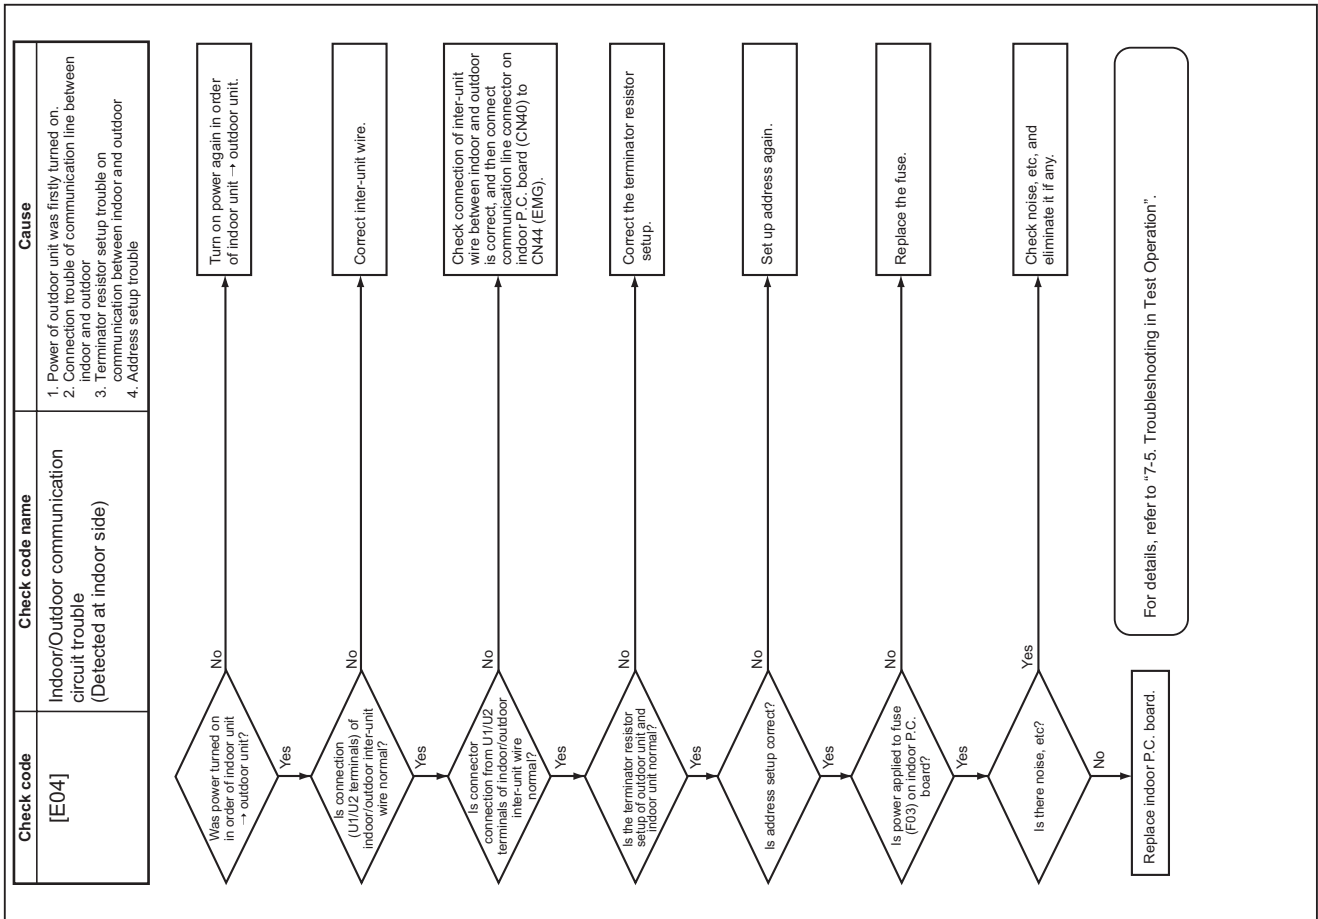 Check code
Check code name
Cause
[E04]
Indoor/Outdoor communication
circuit trouble
(Detected at indoor side)
1. Power of outdoor unit was firstly turned on.
2. Connection trouble of communication line between
indoor and outdoor
3. Terminator resistor setup trouble on
communication between indoor and outdoor
4. Address setup trouble
Was power turned on
in order of indoor unit
→ outdoor unit?
No
Turn on power again in order
of indoor unit → outdoor unit.
Yes
Is connection
(U1/U2 terminals) of
indoor/outdoor inter-unit
wire normal?
No
Correct inter-unit wire.
Yes
Is connector
connection from U1/U2
terminals of indoor/outdoor
inter-unit wire
normal?
No
Check connection of inter-unit
wire between indoor and outdoor
is correct, and then connect
communication line connector on
indoor P.C. board (CN40) to
CN44 (EMG).
Yes
Is the terminator resistor
setup of outdoor unit and
indoor unit normal?
No
Correct the terminator resistor
setup.
Yes
Is address setup correct?
No
Set up address again.
Yes
Is power applied to fuse
(F03) on indoor P.C.
board?
No
Replace the fuse.
Yes
Is there noise, etc?
Yes
Check noise, etc, and
eliminate it if any.
No
Replace indoor P.C. board.
For details, refer to “7-5. Troubleshooting in Test Operation”.